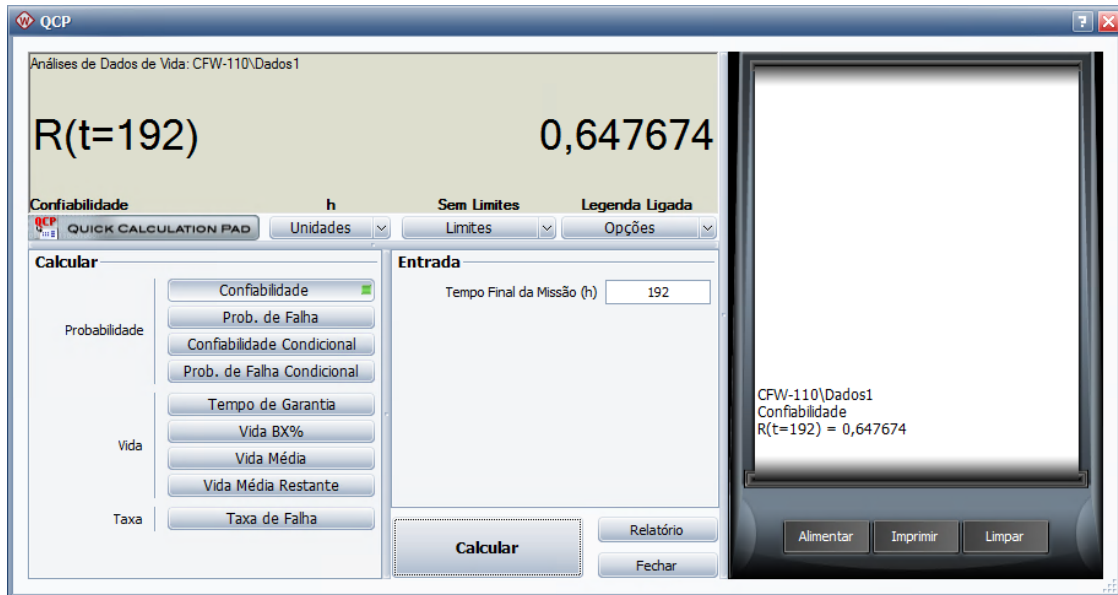 QCP
Análises de Dados de Vida: CFW-110\Dados1
R(t=192) 0,647674
Confiabilidade h Sem Limites Legenda Ligada
QCP QUICK CALCULATION PAD Unidades Limites Opções
Calcular
Probabilidade
Confiabilidade
Prob. de Falha
Confiabilidade Condicional
Prob. de Falha Condicional
Vida
Tempo de Garantia
Vida BX%
Vida Média
Vida Média Restante
Taxa
Taxa de Falha
Entrada
Tempo Final da Missão (h) 192
Calcular
Relatório
Fechar
CFW-110\Dados1
Confiabilidade
R(t=192) = 0,647674
Alimentar Imprimir Limpar